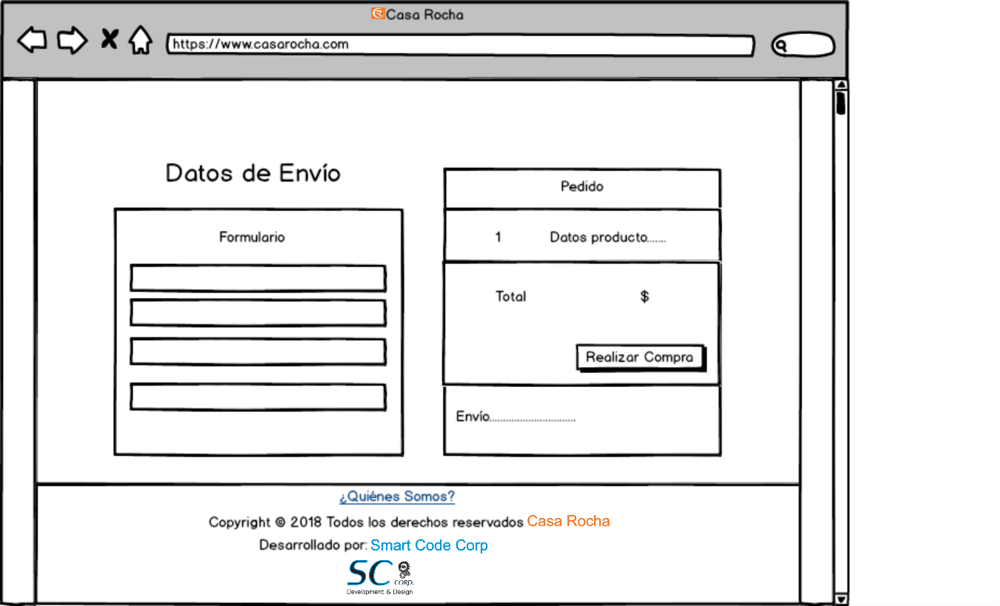 Casa Rocha
https://www.casarocha.com
Datos de Envío
Formulario
Pedido
1 Datos producto.......
Total $
Realizar Compra
Envío...............................
¿Quiénes Somos?
Copyright © 2018 Todos los derechos reservados Casa Rocha
Desarrollado por: Smart Code Corp
SC CORP.
Development & Design